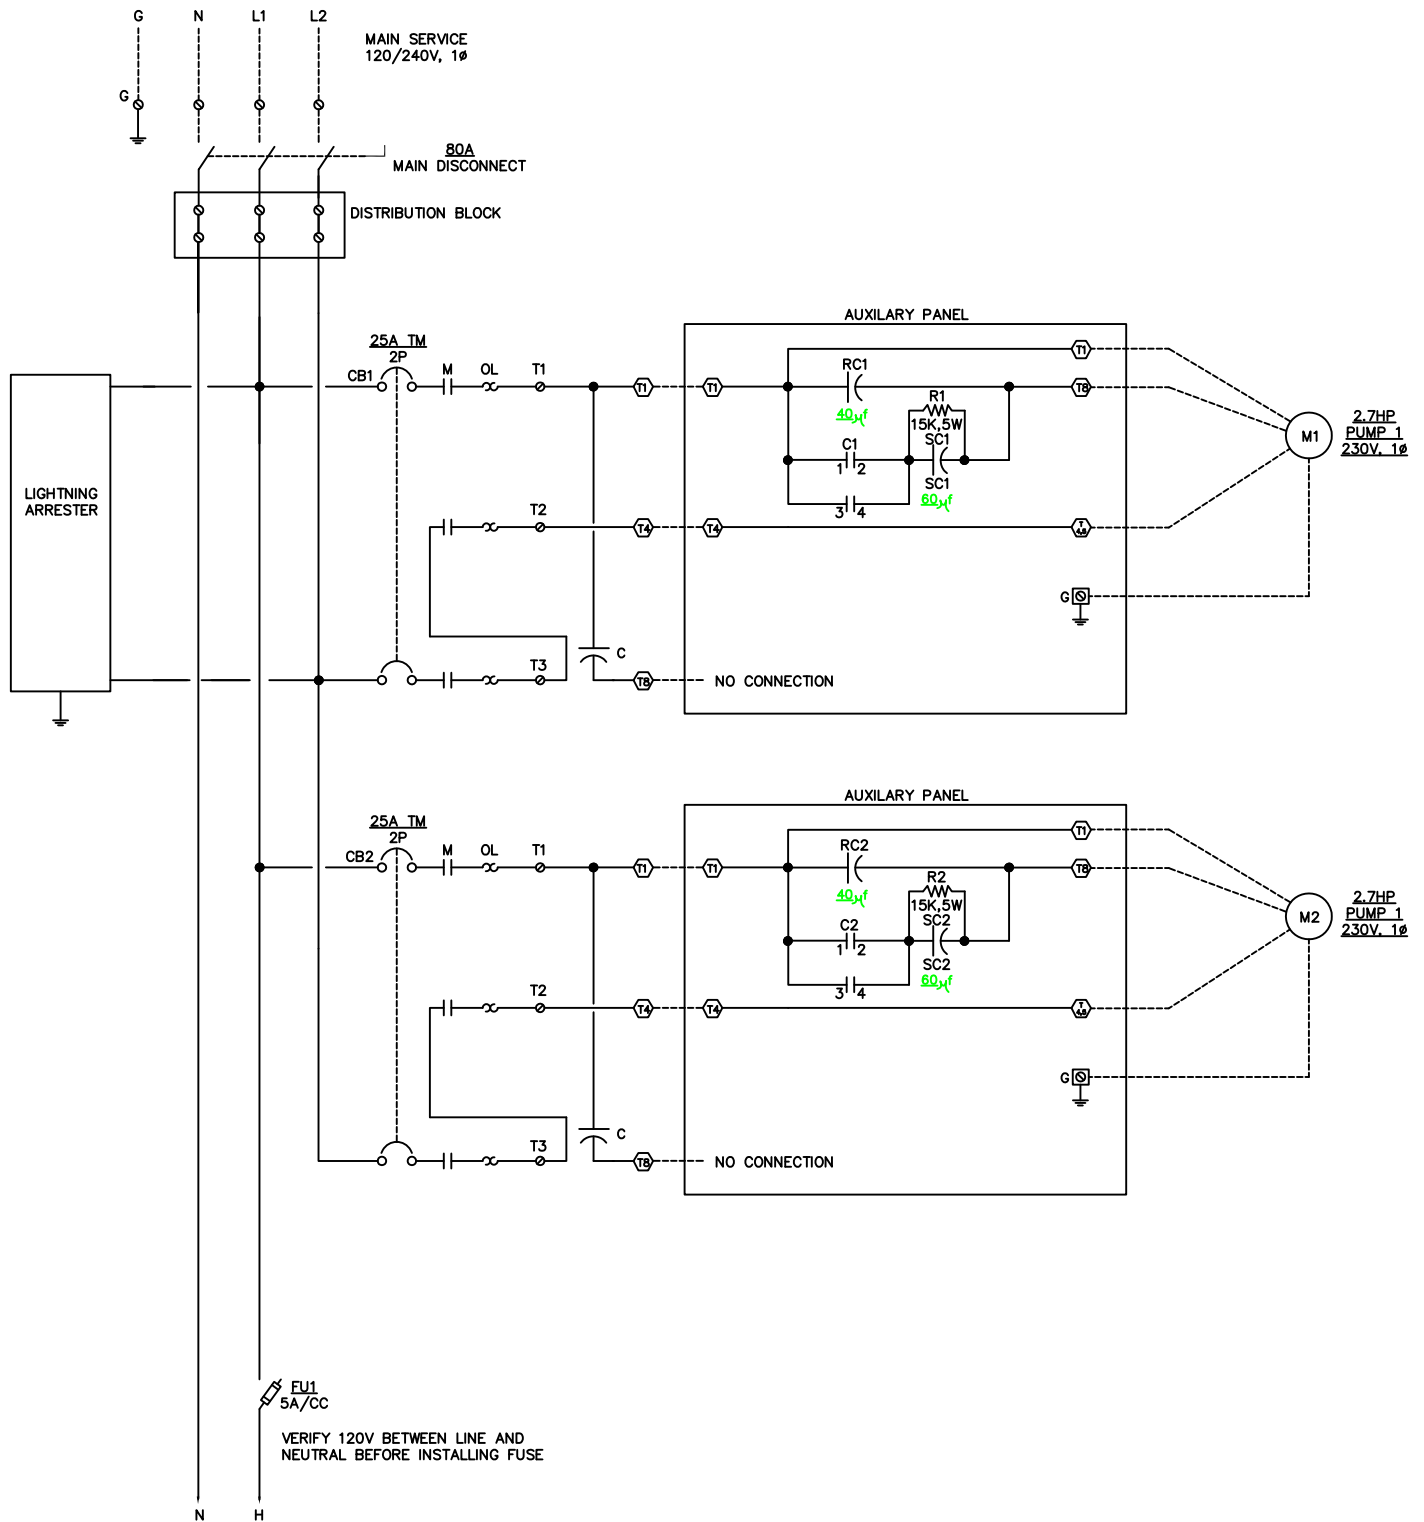 G N L1 L2
MAIN SERVICE
120/240V, 1ø
G
80A
MAIN DISCONNECT
DISTRIBUTION BLOCK
LIGHTNING
ARRESTER
25A TM
2P
CB1
M OL T1
T2
T3
C
T1
T4
T8
AUXILARY PANEL
T1
T4
NO CONNECTION
RC1
40µf
R1
15K,5W
SC1
C1
1 2
SC1
60µf
3 4
T1
T8
T
4,5
G
M1
2.7HP
PUMP 1
230V, 1ø
25A TM
2P
CB2
M OL T1
T2
T3
C
T1
T4
T8
AUXILARY PANEL
T1
T4
NO CONNECTION
RC2
40µf
R2
15K,5W
SC2
C2
1 2
SC2
60µf
3 4
T1
T8
T
G
M2
2.7HP
PUMP 1
230V, 1ø
FU1
5A/CC
VERIFY 120V BETWEEN LINE AND
NEUTRAL BEFORE INSTALLING FUSE
N H